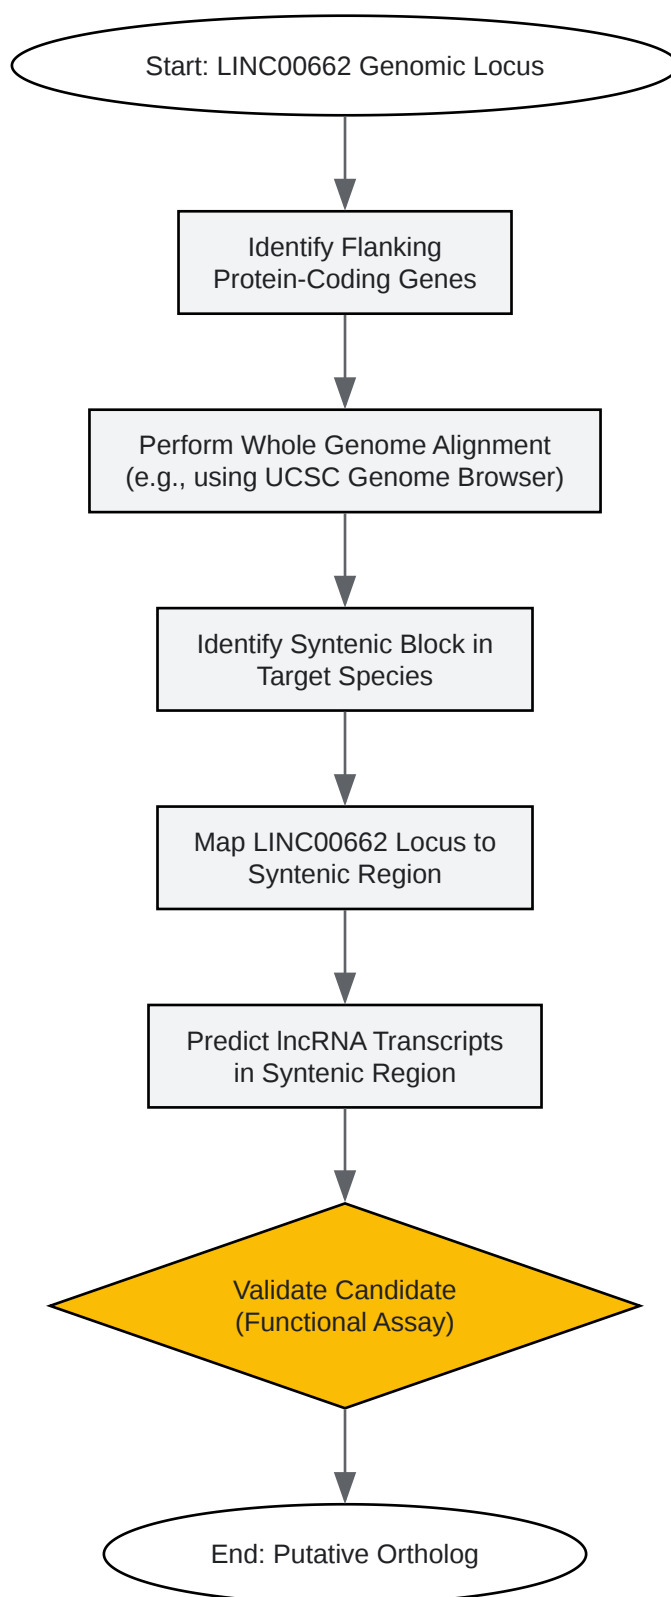 Start: LINC00662 Genomic Locus
Identify Flanking
Protein-Coding Genes
Perform Whole Genome Alignment
(e.g., using UCSC Genome Browser)
Identify Syntenic Block in
Target Species
Map LINC00662 Locus to
Syntenic Region
Predict lncRNA Transcripts
in Syntenic Region
Validate Candidate
(Functional Assay)
End: Putative Ortholog